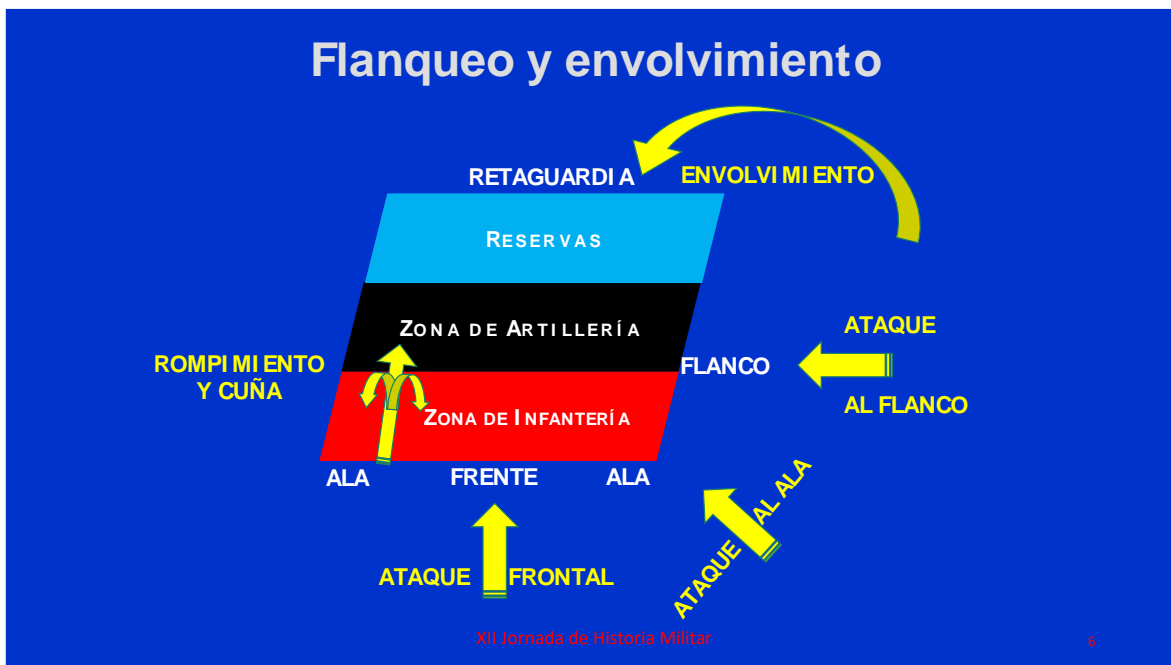 Flanqueo y envolvimiento
RETAGUARDIA
ENVOLVIMIENTO
RESERVAS
ZONA DE ARTILLERÍA
ATAQUE
ROMPIMIENTO
Y CUÑA
FLANCO
AL FLANCO
ZONA DE INFANTERÍA
ALA
FRENTE
ALA
ATAQUE AL ALA
ATAQUE
FRONTAL
XII Jornada de Historia Militar
6